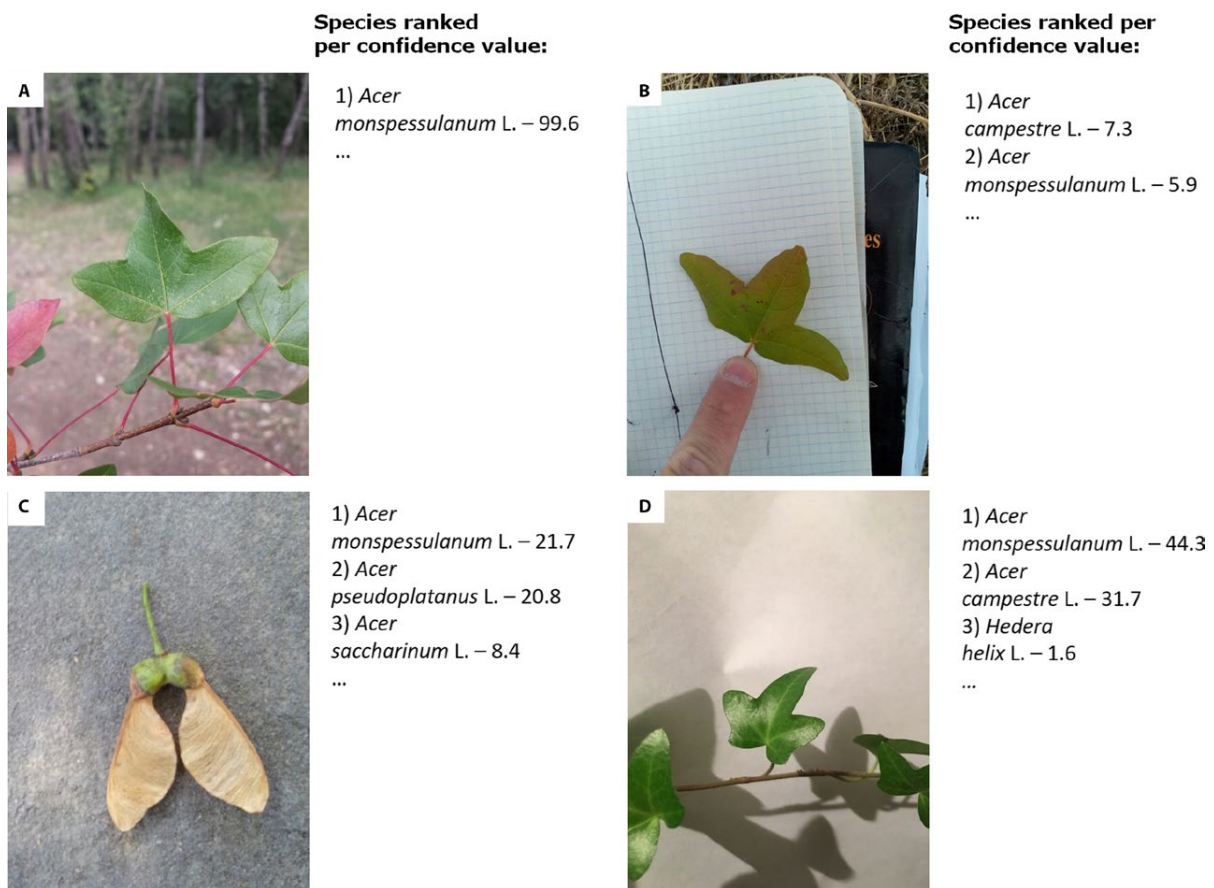 Species ranked
per confidence value:
Species ranked per
confidence value:
A
1) Acer
monspessulanum L. – 99.6
...
B
1) Acer
campestre L. – 7.3
2) Acer
monspessulanum L. – 5.9
...
es
C
1) Acer
monspessulanum L. – 21.7
2) Acer
pseudoplatanus L. – 20.8
3) Acer
saccharinum L. – 8.4
...
D
1) Acer
monspessulanum L. – 44.3
2) Acer
campestre L. – 31.7
3) Hedera
helix L. – 1.6
...